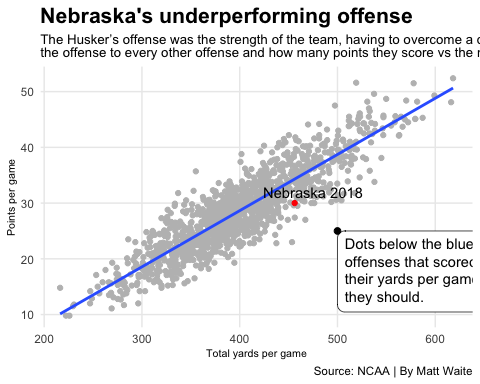 Nebraska's underperforming offense
The Husker's offense was the strength of the team, having to overcome a
the offense to every other offense and how many points they score vs the
50
40
30
20
10
Points per game
Nebraska 2018
Dots below the blue
offenses that scored
their yards per game
they should.
200
300
400
500
600
Total yards per game
Source: NCAA | By Matt Waite